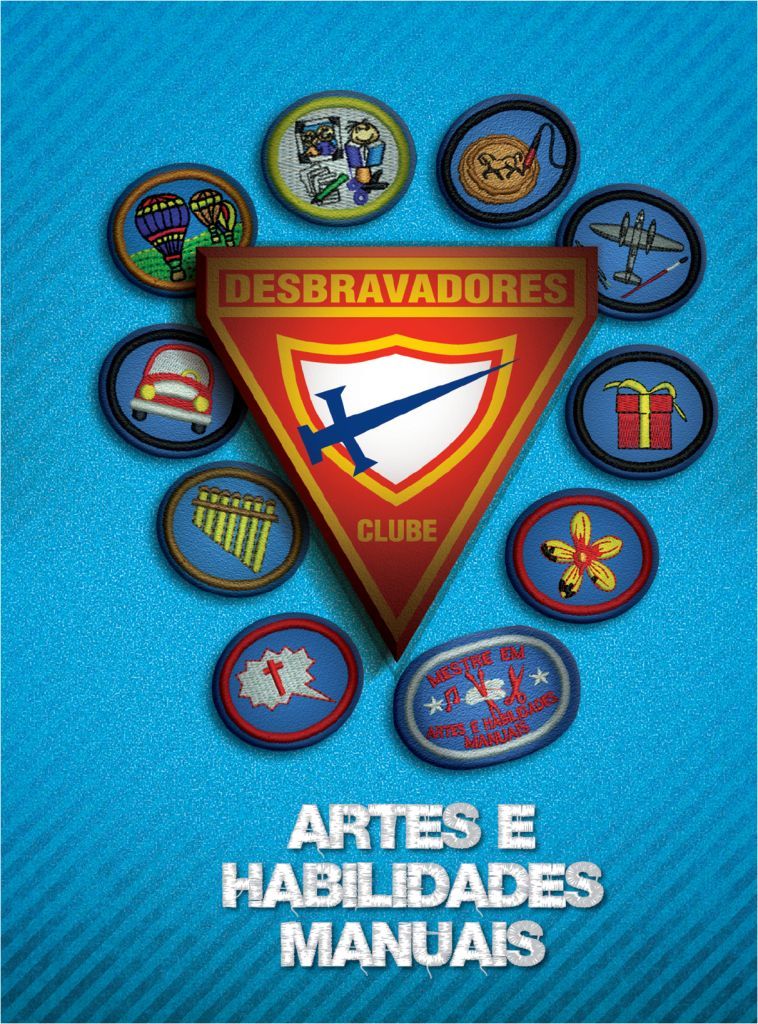 DESBRAVADORES
CLUBE
MESTRE EM
ARTES E HABILIDADES
MANUAIS
ARTES E
HABILIDADES
MANUAIS